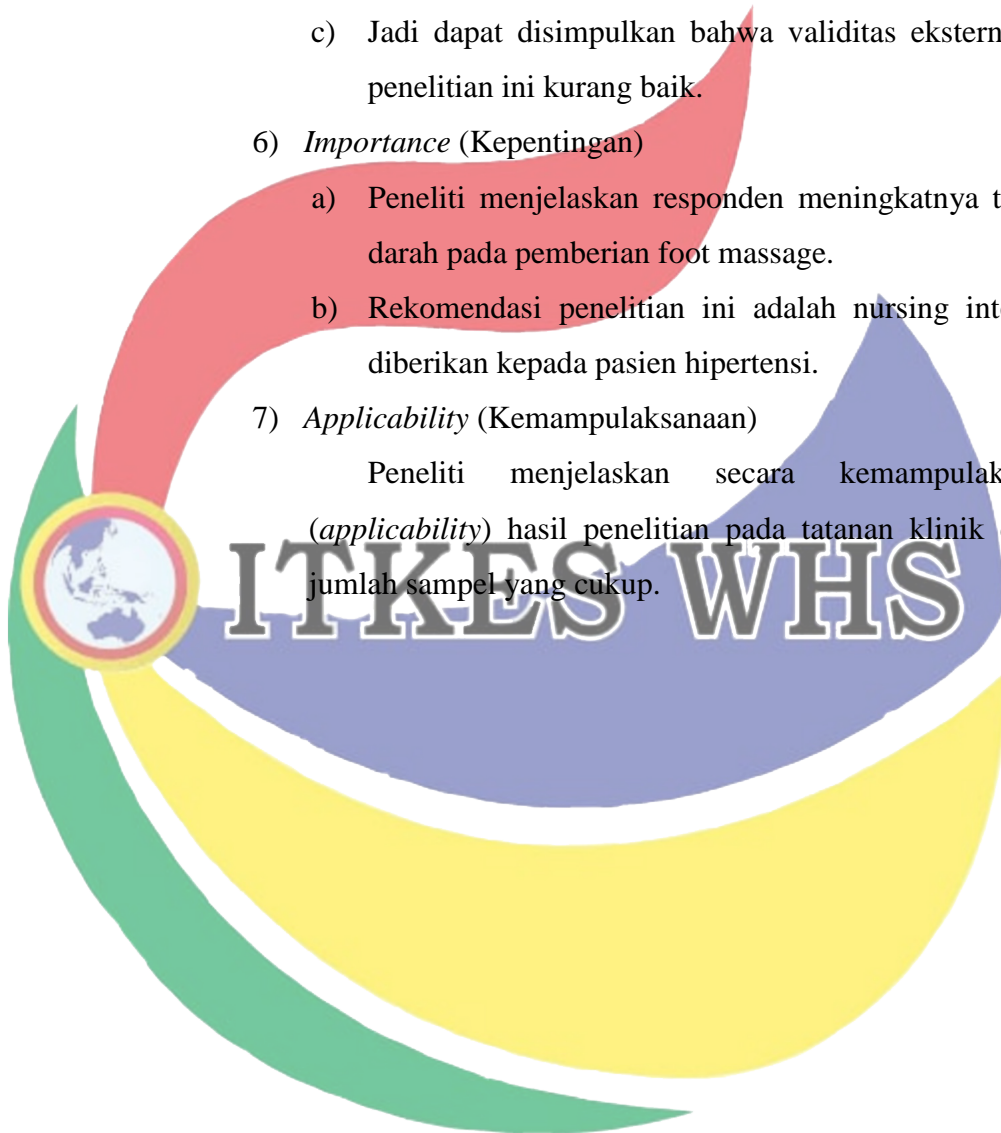 c) Jadi dapat disimpulkan bahwa validitas ekstern
penelitian ini kurang baik.
6) Importance (Kepentingan)
a) Peneliti menjelaskan responden meningkatnya t
darah pada pemberian foot massage.
b) Rekomendasi penelitian ini adalah nursing int
diberikan kepada pasien hipertensi.
7) Applicability (Kemampulaksanaan)
Peneliti menjelaskan secara kemampulak
(applicability) hasil penelitian pada tatanan klinik
jumlah sampel yang cukup.
ITKES WHS